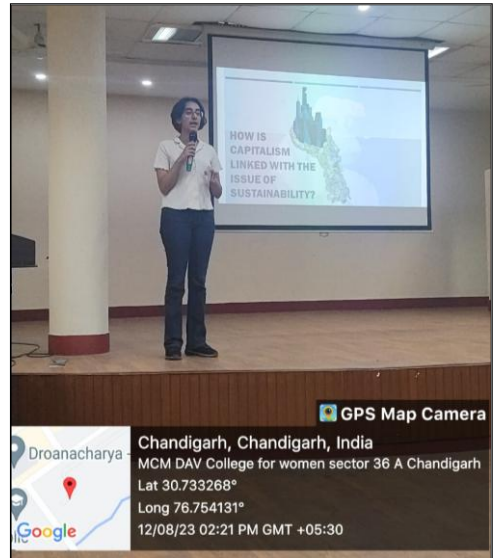 HOW IS
CAPITALISM
LINKED WITH THE
ISSUE OF
SUSTAINABILITY?
GPS Map Camera
Droanacharya -
Google
Chandigarh, Chandigarh, India
MCM DAV College for women sector 36 A Chandigarh
Lat 30.733268°
Long 76.754131°
12/08/23 02:21 PM GMT +05:30